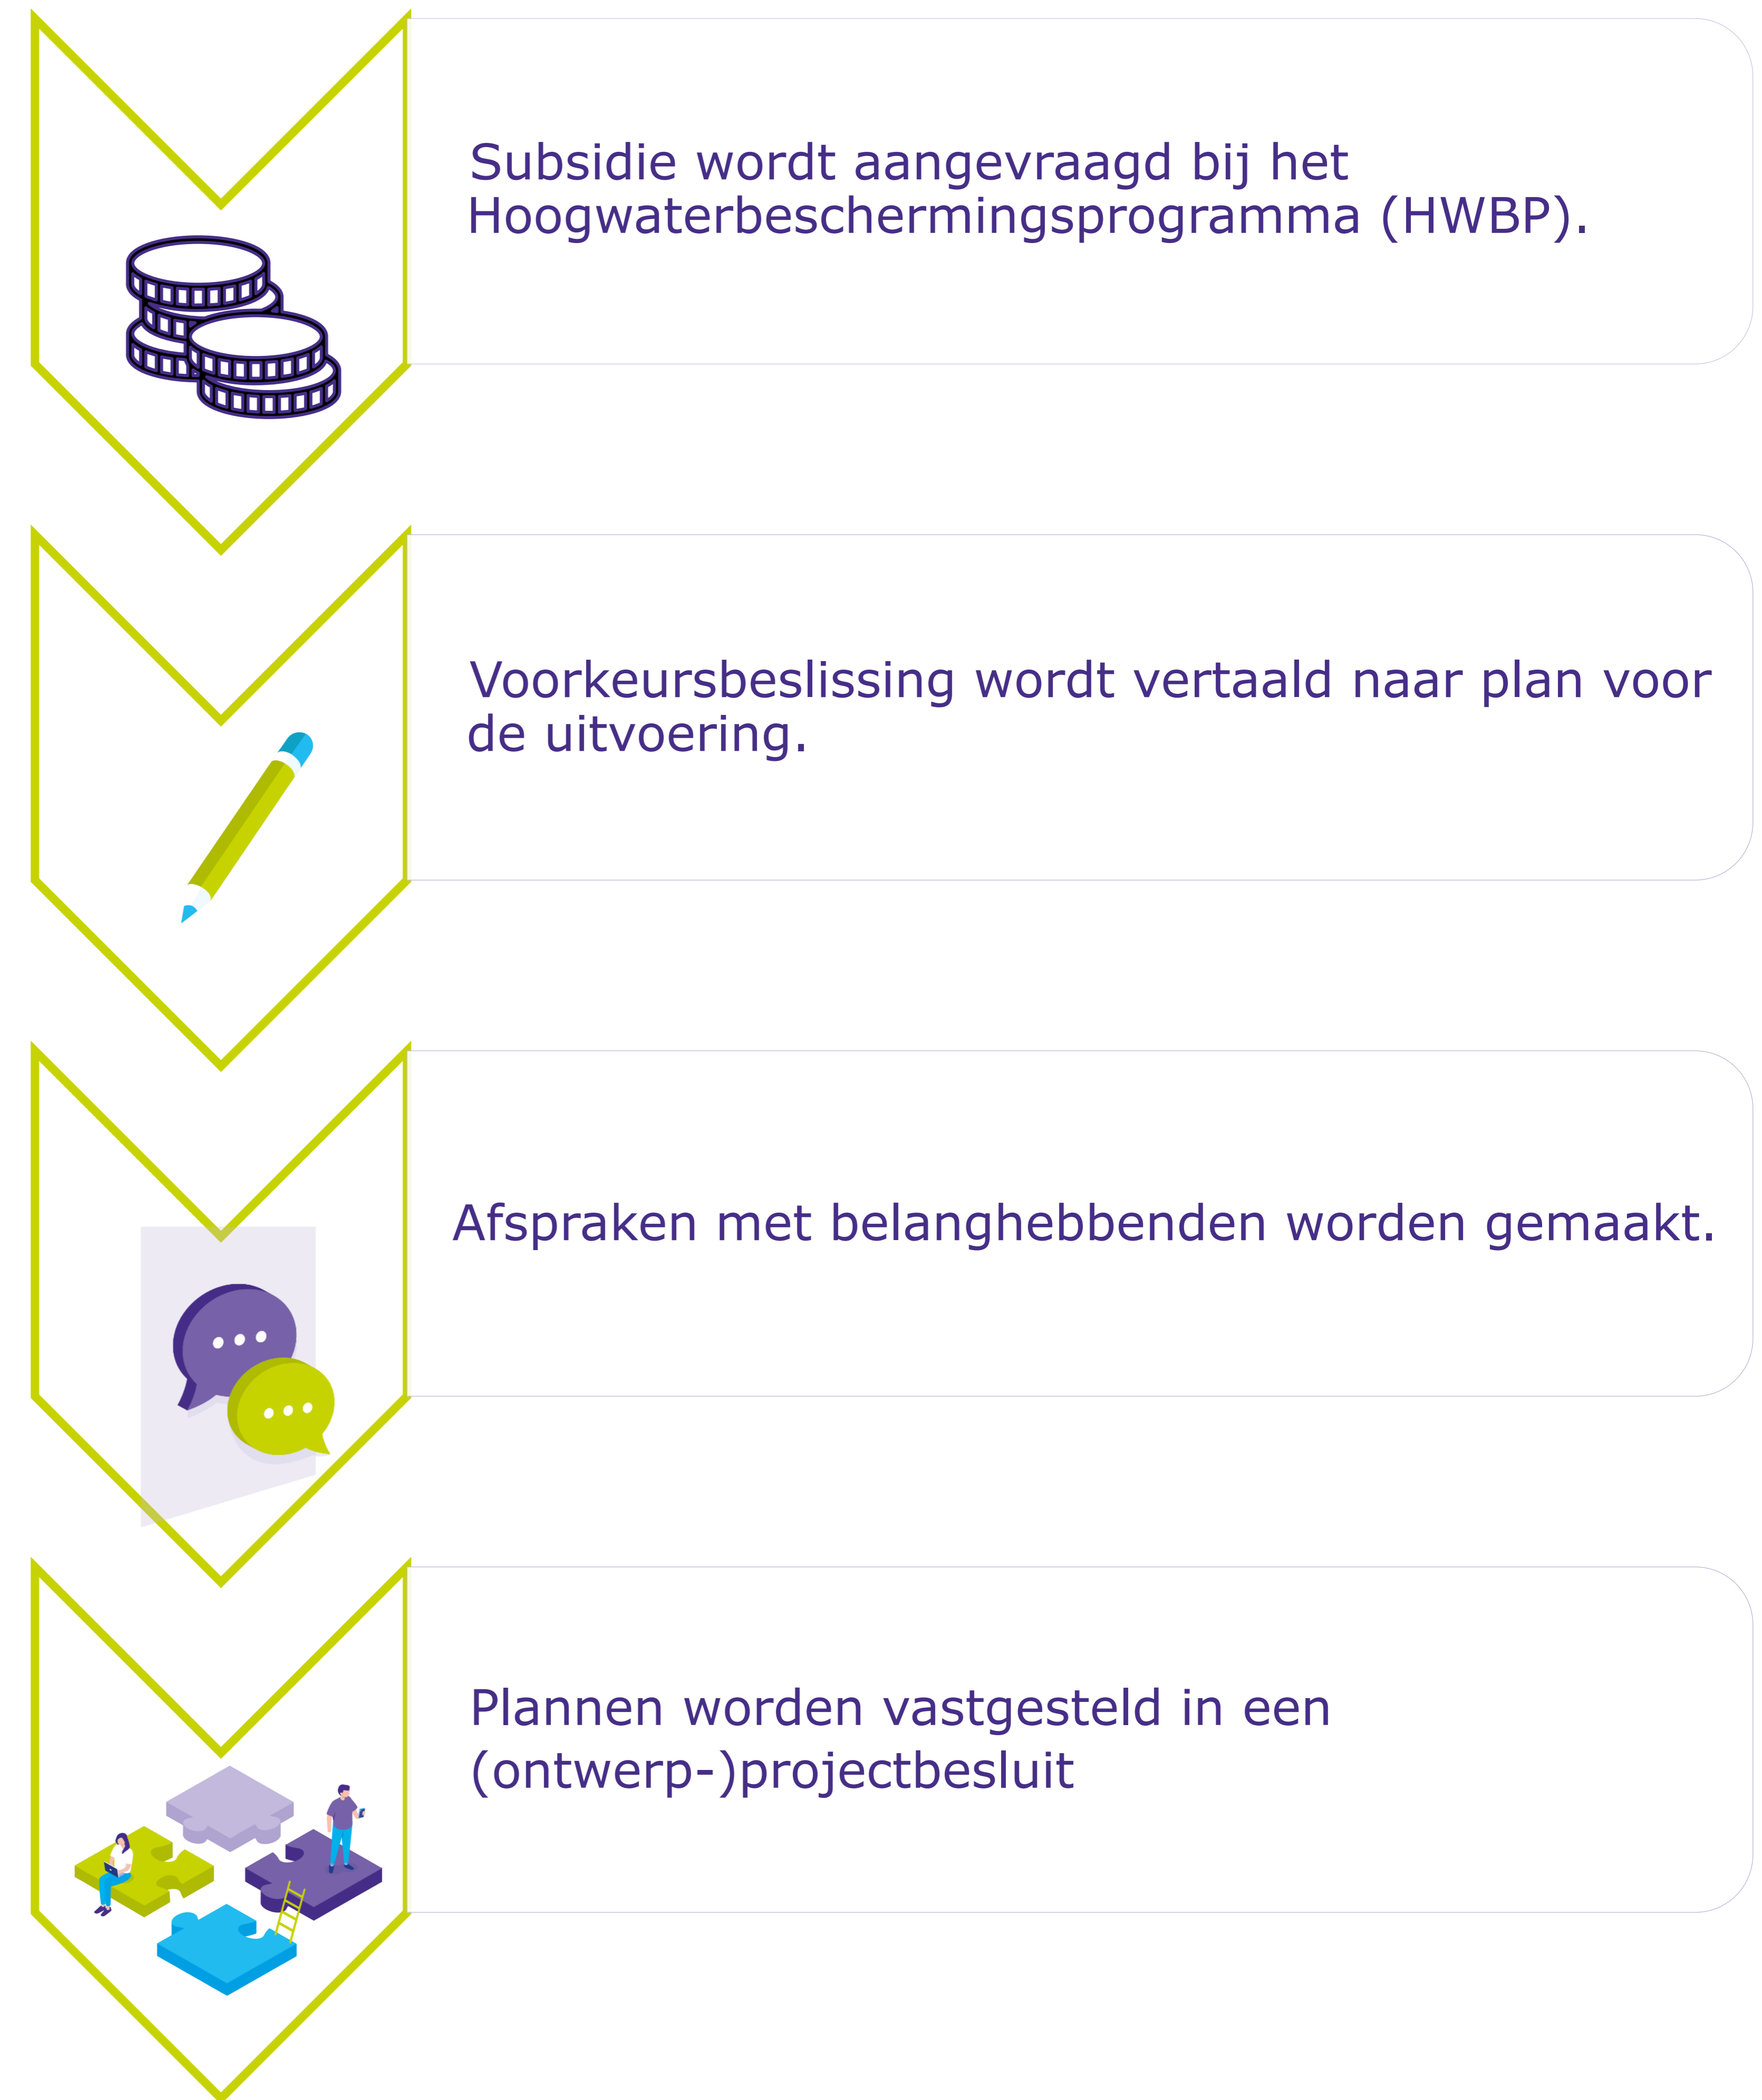 Subsidie wordt aangevraagd bij het
Hoogwaterbeschermingsprogramma (HWBP).
Voorkeursbeslissing wordt vertaald naar plan voor
de uitvoering.
Afspraken met belanghebbenden worden gemaakt.
Plannen worden vastgesteld in een
(ontwerp-)projectbesluit